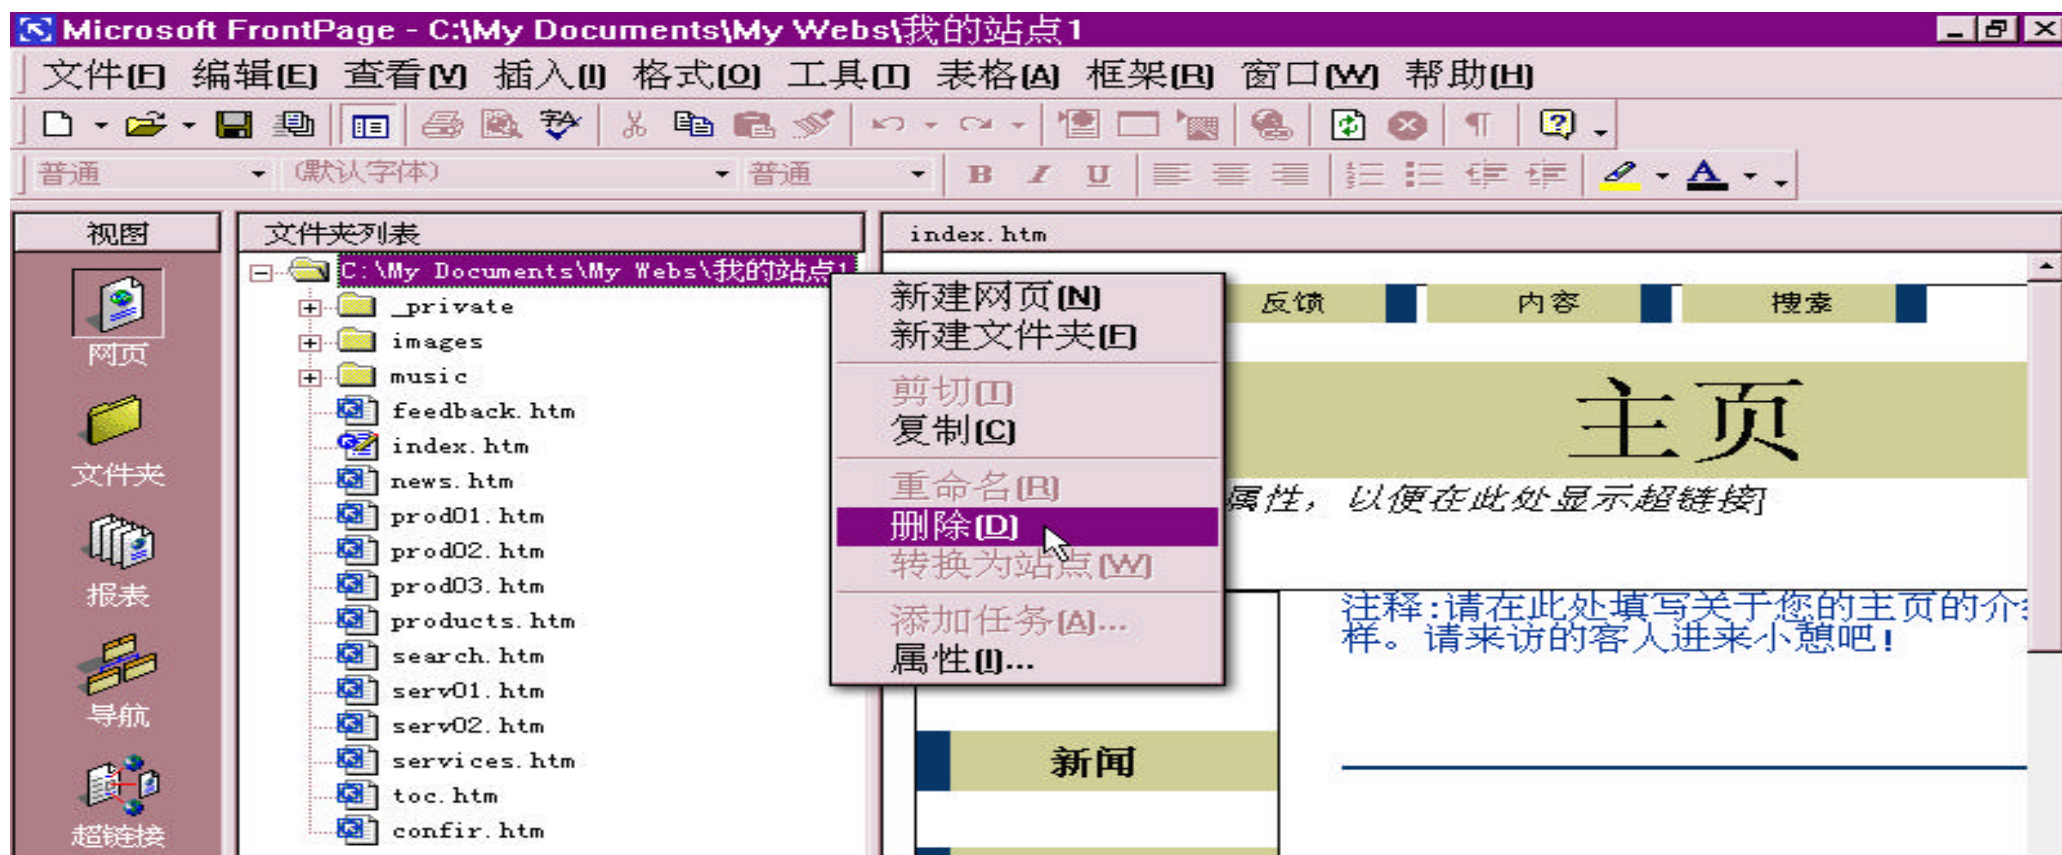 Microsoft FrontPage - C:\My Documents\My Webs\我的站点1
文件(F) 编辑(E) 查看(V) 插入(I) 格式(O) 工具(T) 表格(A) 框架(R) 窗口(W) 帮助(H)
普通 (默认字体) 普通 B I U A
视图
网页
文件夹
报表
导航
超链接
文件夹列表
C:\My Documents\My Webs\我的站点1
_private
images
music
feedback.htm
index.htm
news.htm
prod01.htm
prod02.htm
prod03.htm
products.htm
search.htm
serv01.htm
serv02.htm
services.htm
toc.htm
confir.htm
新建网页(N)
新建文件夹(F)
剪切(T)
复制(C)
重命名(R)
删除(D)
转换为站点(W)
添加任务(A)...
属性(I)...
index.htm
反馈 内容 搜索
主页
属性，以便在此处显示超链接]
注释:请在此处填写关于您的主页的介
样。请来访的客人进来小憩吧!
新闻